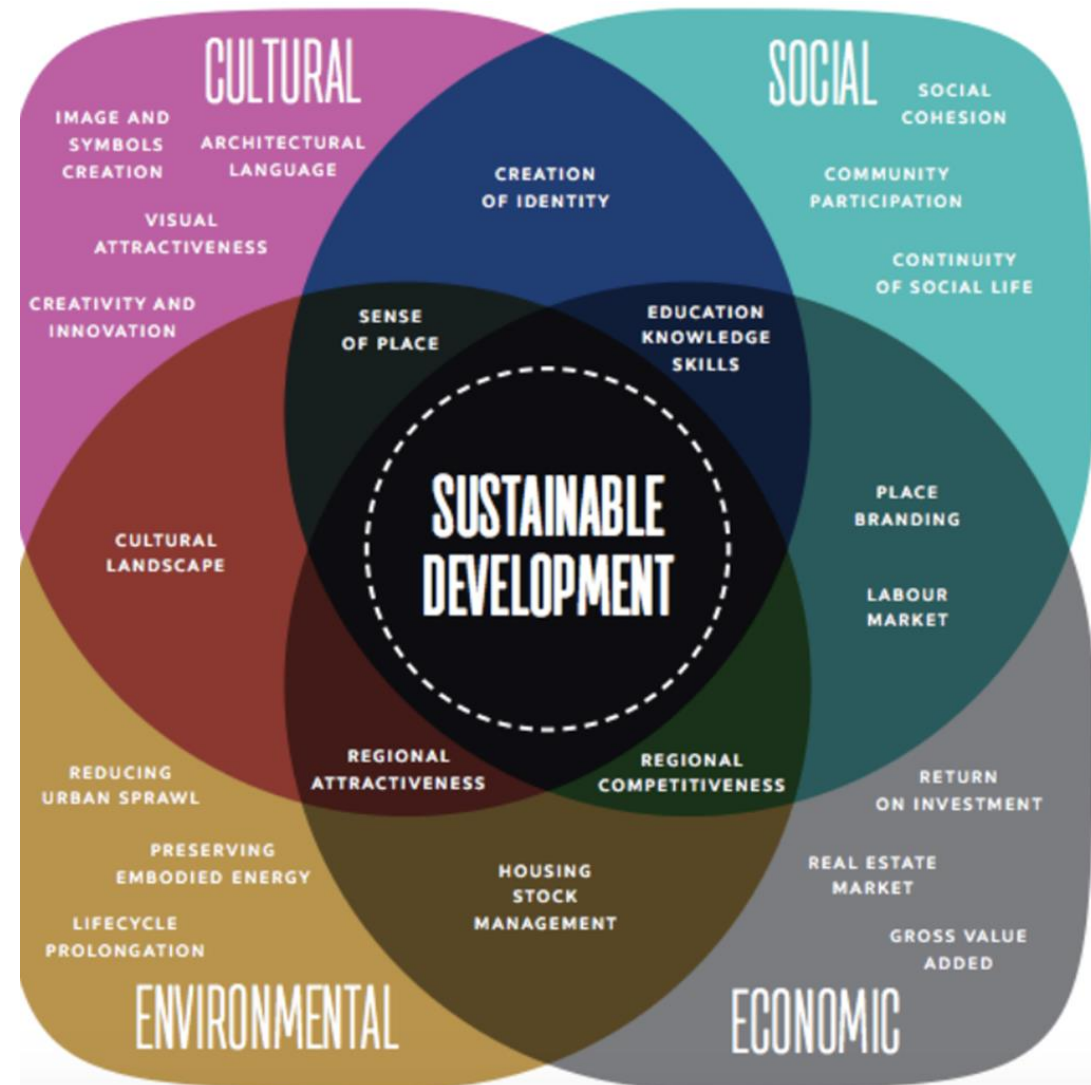 CULTURAL
IMAGE AND
SYMBOLS
CREATION
ARCHITECTURAL
LANGUAGE
VISUAL
ATTRACTIVENESS
CREATIVITY AND
INNOVATION
CREATION
OF IDENTITY
SOCIAL
SOCIAL
COHESION
COMMUNITY
PARTICIPATION
CONTINUITY
OF SOCIAL LIFE
SENSE
OF PLACE
EDUCATION
KNOWLEDGE
SKILLS
CULTURAL
LANDSCAPE
SUSTAINABLE
DEVELOPMENT
PLACE
BRANDING
LABOUR
MARKET
REGIONAL
ATTRACTIVENESS
REGIONAL
COMPETITIVENESS
REDUCING
URBAN SPRAWL
PRESERVING
EMBODIED ENERGY
LIFECYCLE
PROLONGATION
ENVIRONMENTAL
HOUSING
STOCK
MANAGEMENT
RETURN
ON INVESTMENT
REAL ESTATE
MARKET
GROSS VALUE
ADDED
ECONOMIC